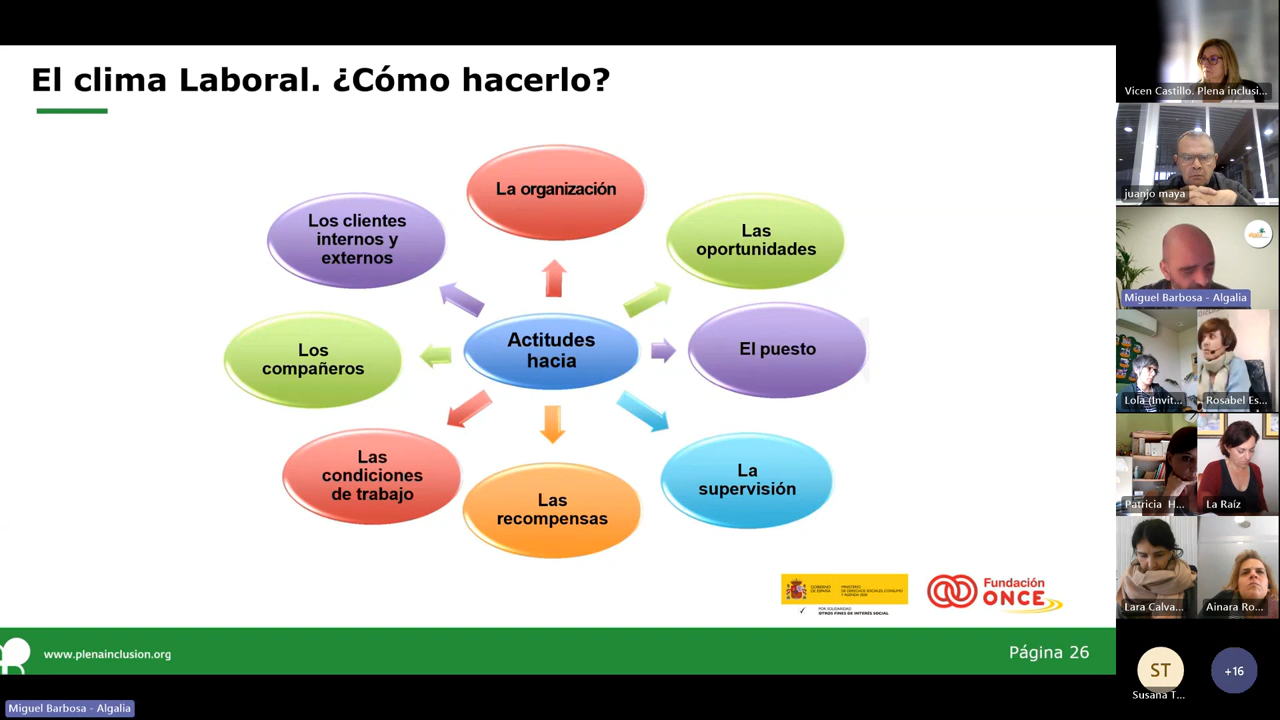 El clima Laboral. ¿Cómo hacerlo?
La organización
Los clientes
internos y
externos
Las
oportunidades
Actitudes
hacia
El puesto
Los
compañeros
Las
condiciones
de trabajo
Las
recompensas
La
supervisión
GOBIERNO
DE ESPAÑA
MINISTERIO
DE DERECHOS SOCIALES, CONSUMO
Y AGENDA 2030
POR SOLIDARIDAD
OTROS FINES DE INTERÉS SOCIAL
Fundación
ONCE
www.plenainclusion.org
Página 26
Miguel Barbosa - Algalia
Vicen Castillo. Plena inclusi...
juanjo maya
Miguel Barbosa - Algalia
Lola (Invit...
Rosabel Es...
Patricia H...
La Raíz
Lara Calva...
Ainara Ro...
ST
Susana T...
+16